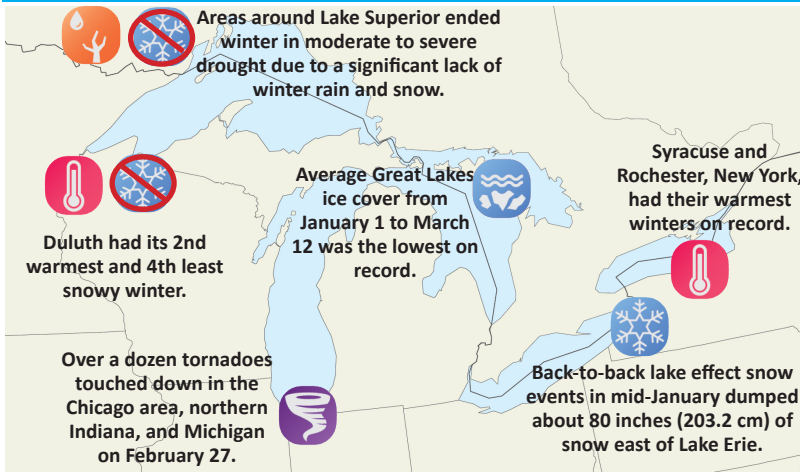 Areas around Lake Superior ended
winter in moderate to severe
drought due to a significant lack of
winter rain and snow.
Average Great Lakes
ice cover from
January 1 to March
12 was the lowest on
record.
Syracuse and
Rochester, New York,
had their warmest
winters on record.
Duluth had its 2nd
warmest and 4th least
snowy winter.
Over a dozen tornadoes
touched down in the
Chicago area, northern
Indiana, and Michigan
on February 27.
Back-to-back lake effect snow
events in mid-January dumped
about 80 inches (203.2 cm) of
snow east of Lake Erie.